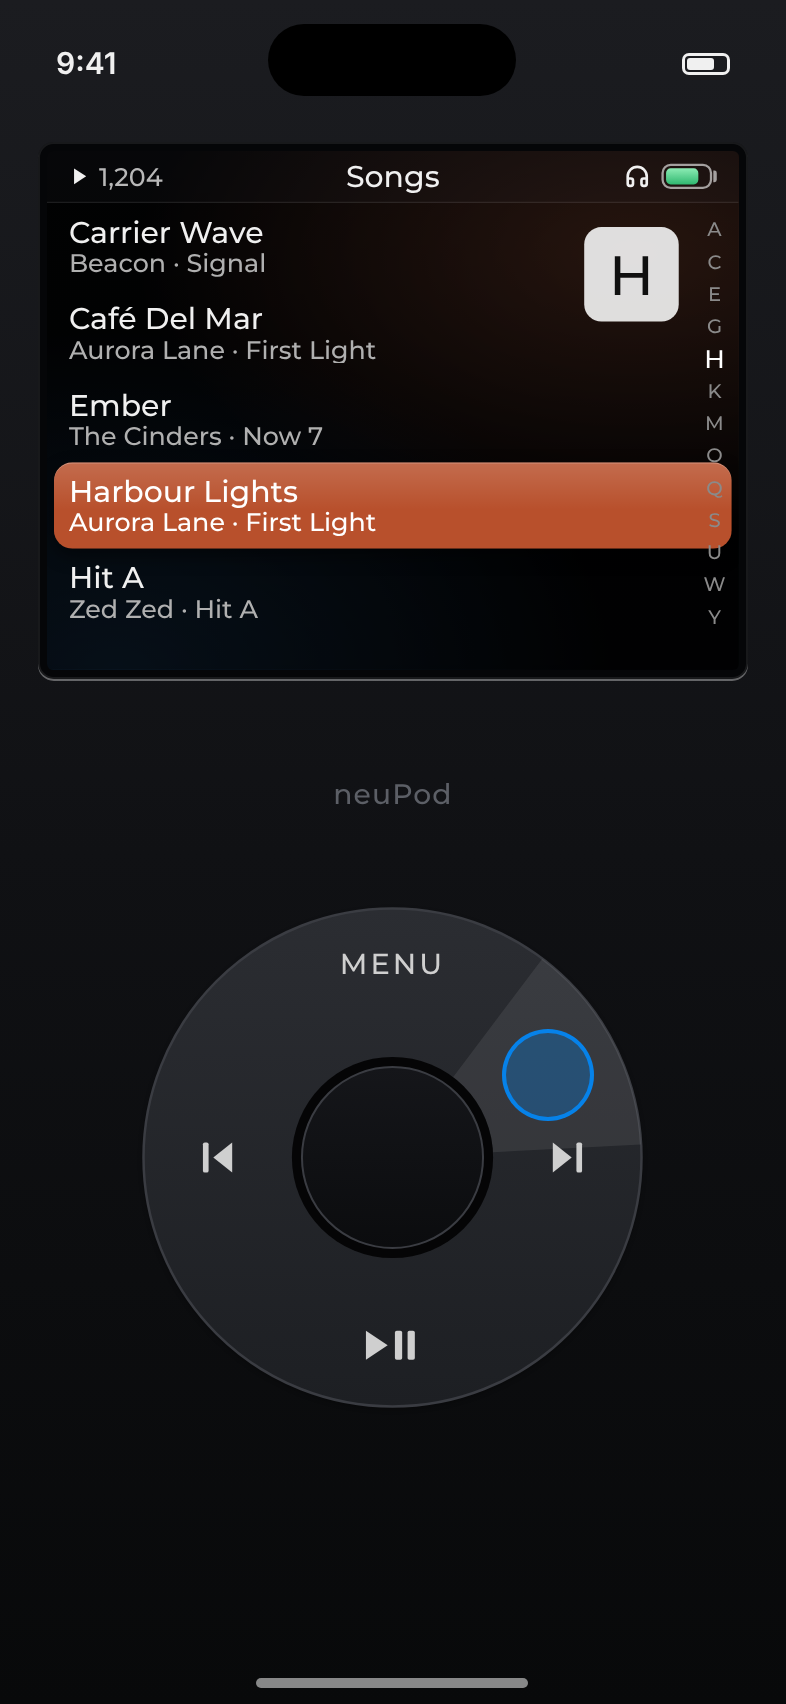 9:41
1,204
Songs
Carrier Wave
Beacon · Signal
Café Del Mar
Aurora Lane · First Light
Ember
The Cinders · Now 7
Harbour Lights
Aurora Lane · First Light
Hit A
Zed Zed · Hit A
H
A
C
E
G
H
K
M
O
Q
S
U
W
Y
neuPod
MENU